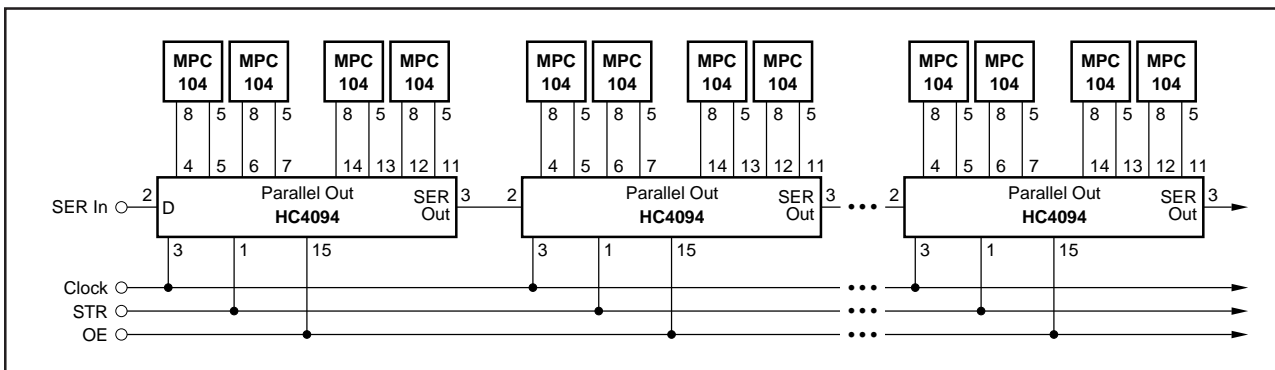 MPC 104 MPC 104 MPC 104 MPC 104 MPC 104 MPC 104 MPC 104 MPC 104 MPC 104 MPC 104 MPC 104 MPC 104
8 5 8 5 8 5 8 5 8 5 8 5 8 5 8 5 8 5 8 5 8 5 8 5
4 5 6 7 14 13 12 11 4 5 6 7 14 13 12 11 4 5 6 7 14 13 12 11
SER In 2 D Parallel Out HC4094 SER Out 3 2 Parallel Out HC4094 SER Out 3 2 Parallel Out HC4094 SER Out 3
3 1 15 3 1 15 3 1 15
Clock
STR
OE